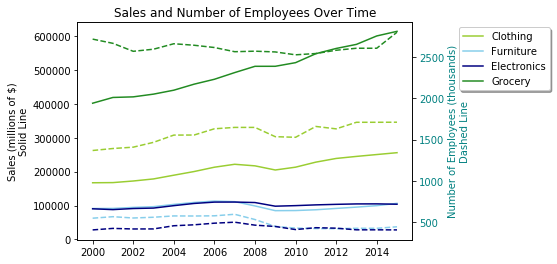 Sales and Number of Employees Over Time
600000
500000
400000
300000
200000
100000
0
Sales (millions of $)
Solid Line
2000
2002
2004
2006
2008
2010
2012
2014
2500
2000
1500
1000
500
Number of Employees (thousands)
Dashed Line
Clothing
Furniture
Electronics
Grocery